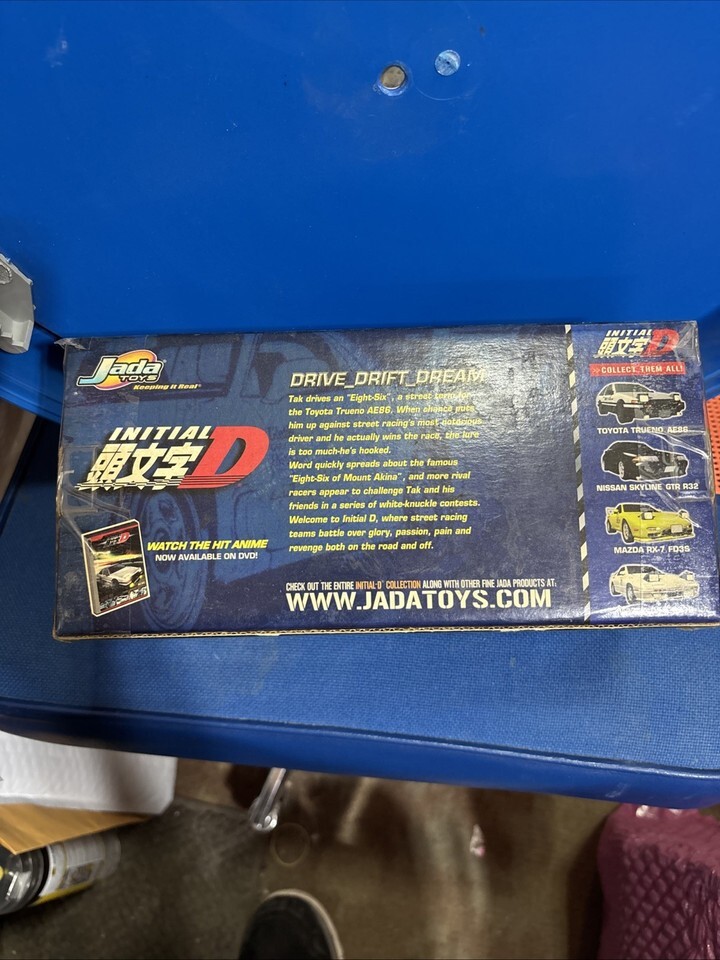 Jada
TOYS
Keeping it Real®
INITIAL
頭文字D
WATCH THE HIT ANIME
NOW AVAILABLE ON DVD!
DRIVE_DRIFT_DREAM
Tak drives an "Eight-Six", a street term for
the Toyota Trueno AE86. When chance puts
him up against street racing's most notorious
driver and he actually wins the race, the lure
is too much-he's hooked.
Word quickly spreads about the famous
"Eight-Six of Mount Akina", and more rival
racers appear to challenge Tak and his
friends in a series of white-knuckle contests.
Welcome to Initial D, where street racing
teams battle over glory, passion, pain and
revenge both on the road and off.
CHECK OUT THE ENTIRE INITIAL-D COLLECTION ALONG WITH OTHER FINE JADA PRODUCTS AT:
WWW.JADATOYS.COM
INITIAL
頭文字D
COLLECT THEM ALL!
TOYOTA TRUENO AE86
NISSAN SKYLINE GTR R32
MAZDA RX-7 FD3S